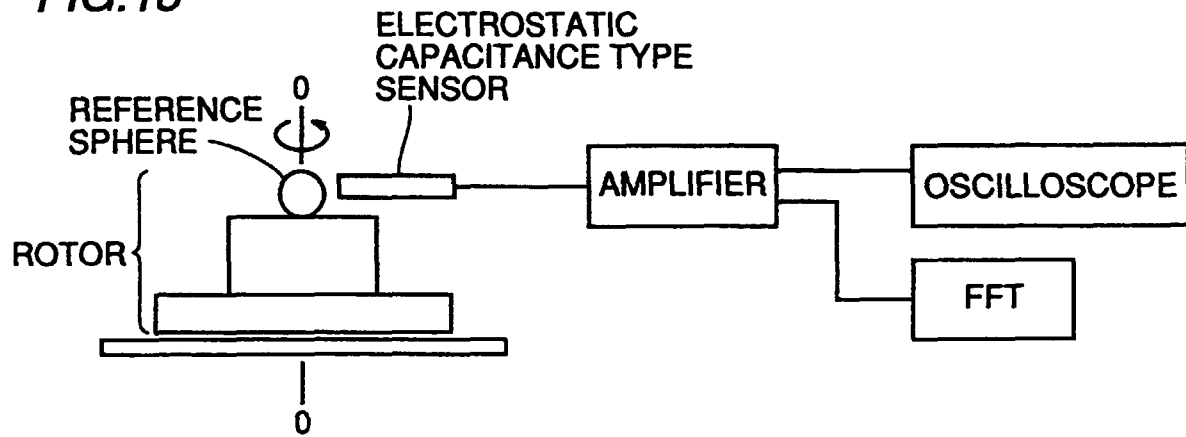 ELECTROSTATIC
CAPACITANCE TYPE
SENSOR
0
REFERENCE
SPHERE
AMPLIFIER
OSCILLOSCOPE
ROTOR
FFT
0